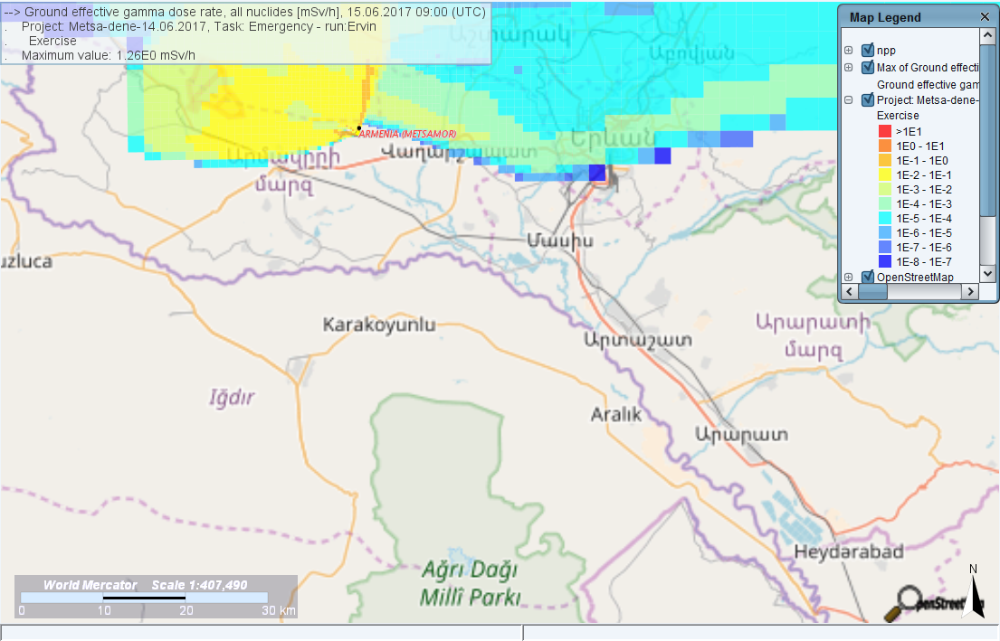 --> Ground effective gamma dose rate, all nuclides [mSv/h], 15.06.2017 09:00 (UTC)
. Project: Metsa-dene-14.06.2017, Task: Emergency - run:Ervin
. Exercise
. Maximum value: 1.26E0 mSv/h
Map Legend
npp
Max of Ground effecti
Ground effective gam
Project: Metsa-dene-
Exercise
>1E1
1E0 - 1E1
1E-1 - 1E0
1E-2 - 1E-1
1E-3 - 1E-2
1E-4 - 1E-3
1E-5 - 1E-4
1E-6 - 1E-5
1E-7 - 1E-6
1E-8 - 1E-7
OpenStreetMap
Աշտարակ
Աբովյան
ARMENIA (METSAMOR)
Երևան
Վաղարշապատ
Արմավիրի
մարզ
Մասիս
uzluca
Karakoyunlu
Արարատի
մարզ
Արտաշատ
Iğdır
Aralık
Արարատ
Heydərabad
Ağrı Dağı
Millî Parkı
World Mercator Scale 1:407,490
0 10 20 30 km
N
OpenStreetMap